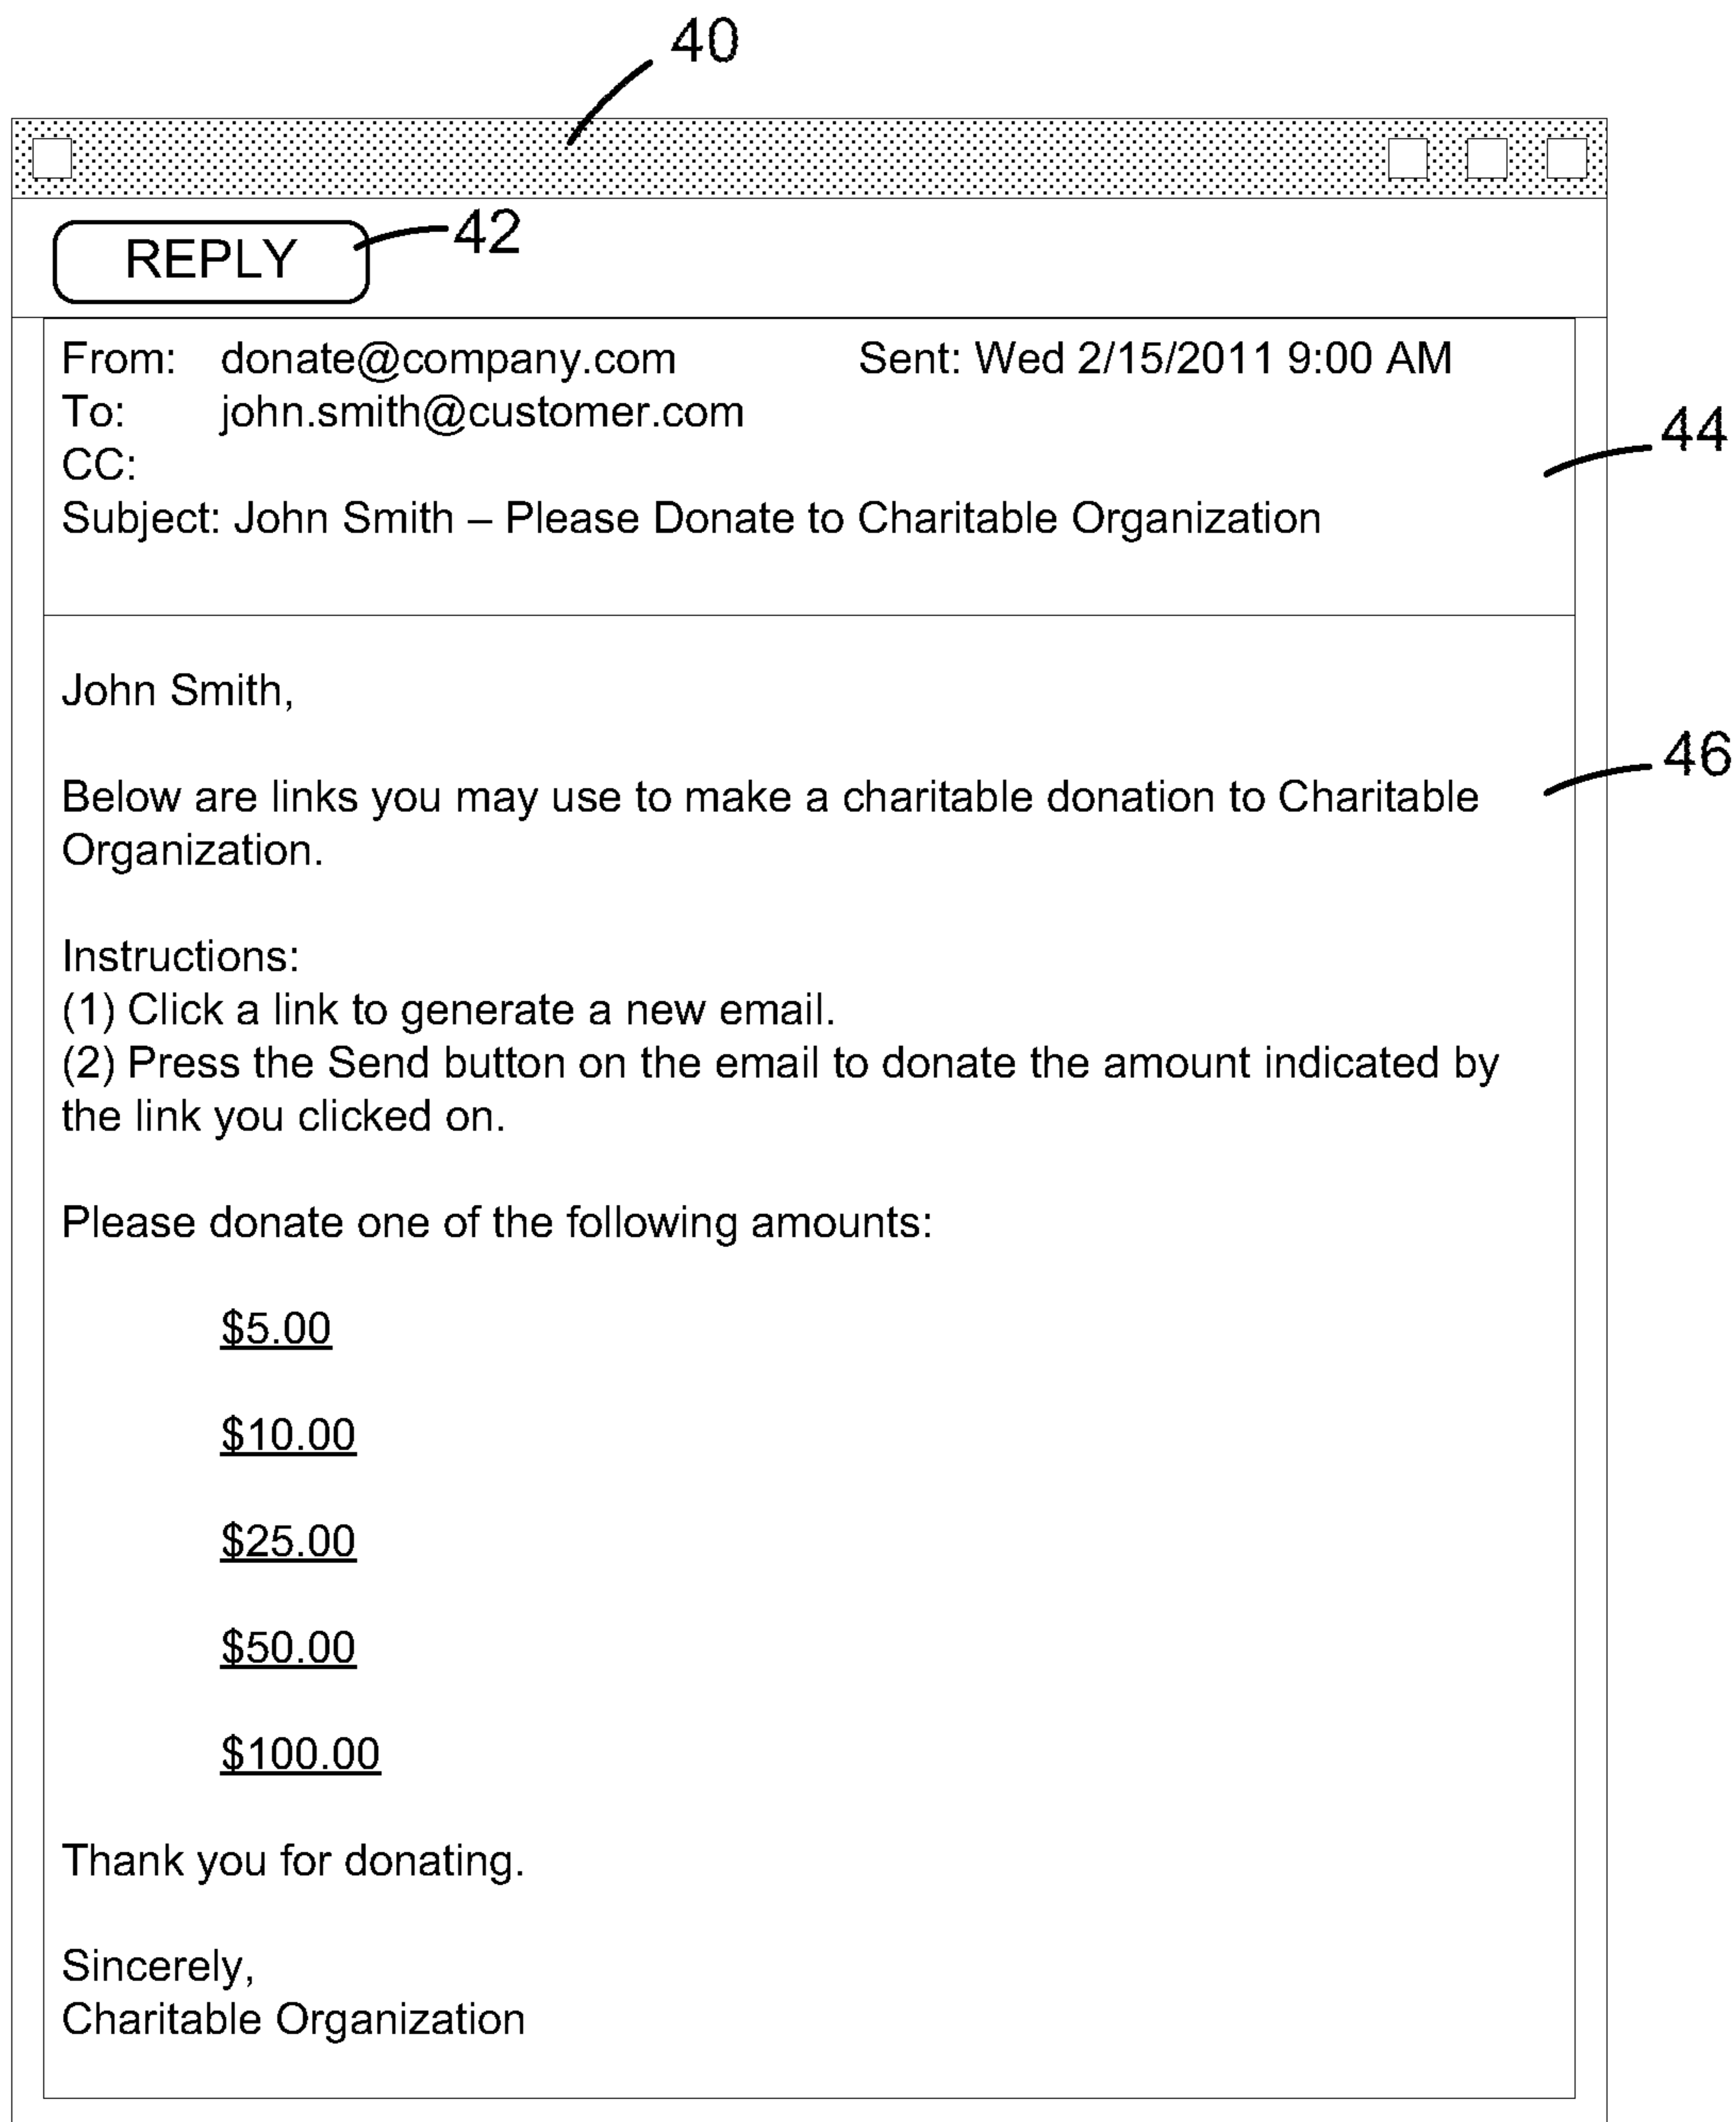 40
REPLY
42
From: donate@company.com Sent: Wed 2/15/2011 9:00 AM
To: john.smith@customer.com
CC:
44
Subject: John Smith – Please Donate to Charitable Organization
John Smith,
46
Below are links you may use to make a charitable donation to Charitable
Organization.
Instructions:
(1) Click a link to generate a new email.
(2) Press the Send button on the email to donate the amount indicated by
the link you clicked on.
Please donate one of the following amounts:
$5.00
$10.00
$25.00
$50.00
$100.00
Thank you for donating.
Sincerely,
Charitable Organization